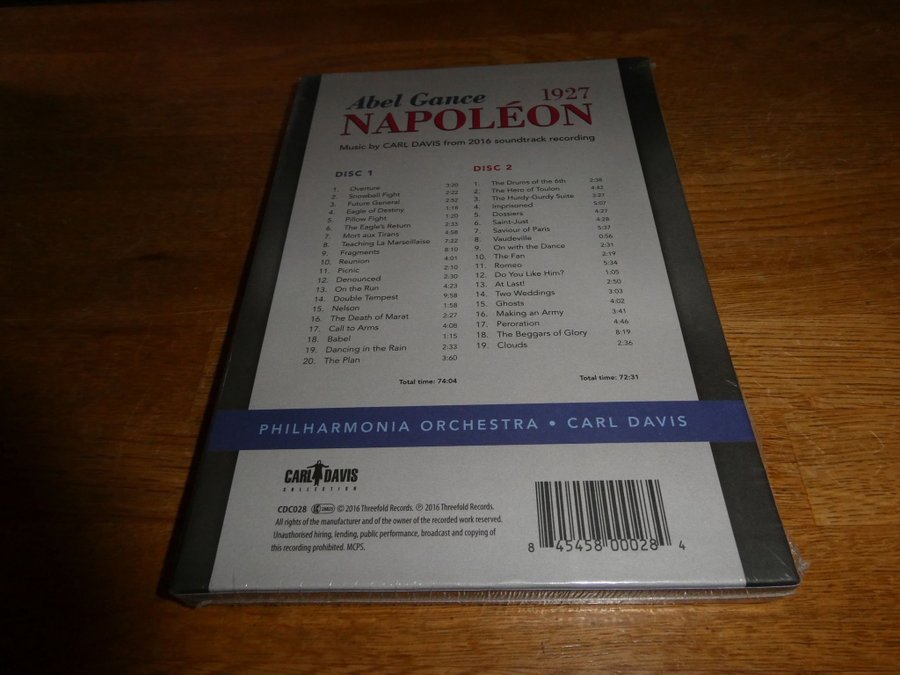 Abel Gance 1927
NAPOLÉON
Music by CARL DAVIS from 2016 soundtrack recording
DISC 1
1. Overture 3:20
2. Snowball Fight 2:22
3. Future General 2:52
4. Eagle of Destiny 1:18
5. Pillow Fight 1:20
6. The Eagle's Return 2:33
7. Mort aux Tirans 4:58
8. Teaching La Marseillaise 7:22
9. Fragments 8:10
10. Reunion 4:01
11. Picnic 2:10
12. Denounced 2:30
13. On the Run 4:23
14. Double Tempest 9:58
15. Nelson 1:58
16. The Death of Marat 2:27
17. Call to Arms 4:08
18. Babel 1:15
19. Dancing in the Rain 2:33
20. The Plan 3:60
Total time: 74:04
DISC 2
1. The Drums of the 6th 2:38
2. The Hero of Toulon 4:42
3. The Hurdy Gurdy Suite 3:27
4. Imprisoned 5:07
5. Dossiers 4:27
6. Saint-Just 4:28
7. Saviour of Paris 5:37
8. Vaudeville 0:56
9. On with the Dance 2:31
10. The Fan 2:19
11. Romeo 5:34
12. Do You Like Him? 1:05
13. At Last! 2:50
14. Two Weddings 3:03
15. Ghosts 4:02
16. Making an Army 3:41
17. Peroration 4:46
18. The Beggars of Glory 8:19
19. Clouds 2:36
Total time: 72:31
PHILHARMONIA ORCHESTRA • CARL DAVIS
CARL DAVIS
COLLECTION
CDC028 © 2016 Threefold Records. ℗ 2016 Threefold Records.
All rights of the manufacturer and of the owner of the recorded work reserved.
Unauthorised hiring, lending, public performance, broadcast and copying of
this recording prohibited. MCPS.
8 45458 00028 4